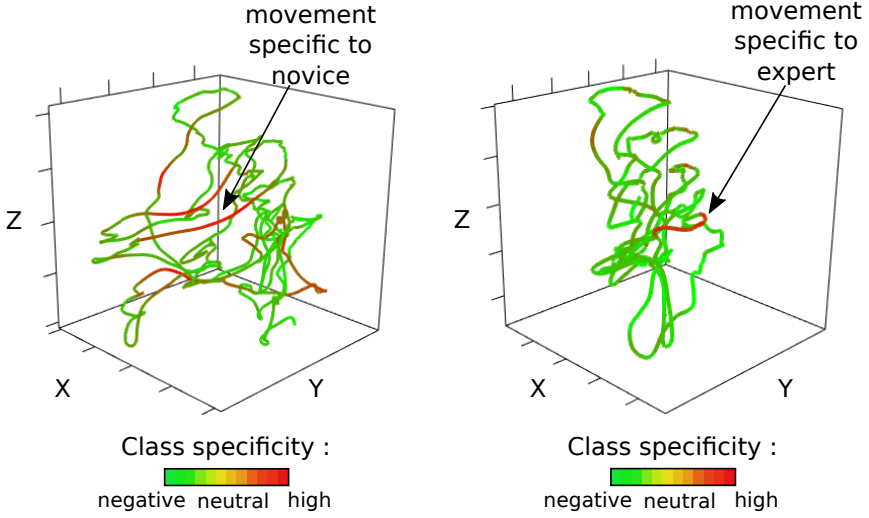 movement
specific to
novice
Z
X
Y
Class specificity :
negative neutral high
movement
specific to
expert
Z
X
Y
Class specificity :
negative neutral high